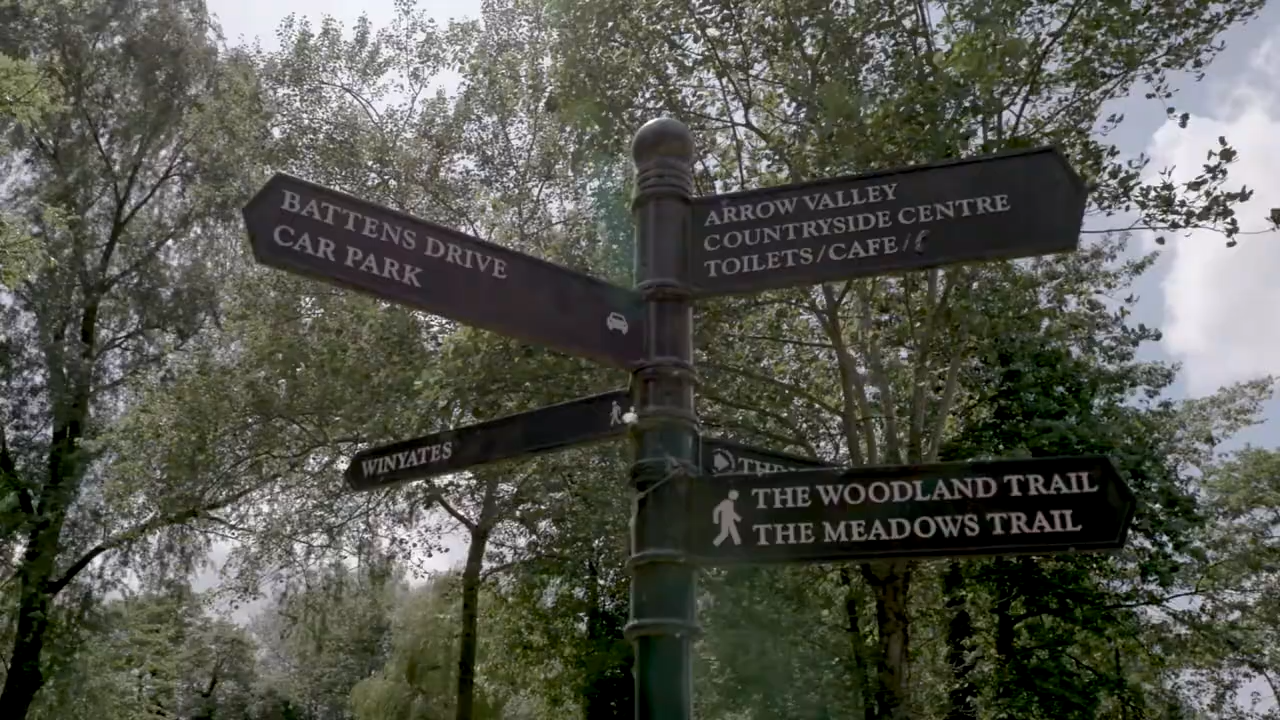 BATTENS DRIVE
CAR PARK
ARROW VALLEY
COUNTRYSIDE CENTRE
TOILETS/CAFE/
WINYATES
THE WOODLAND TRAIL
THE MEADOWS TRAIL